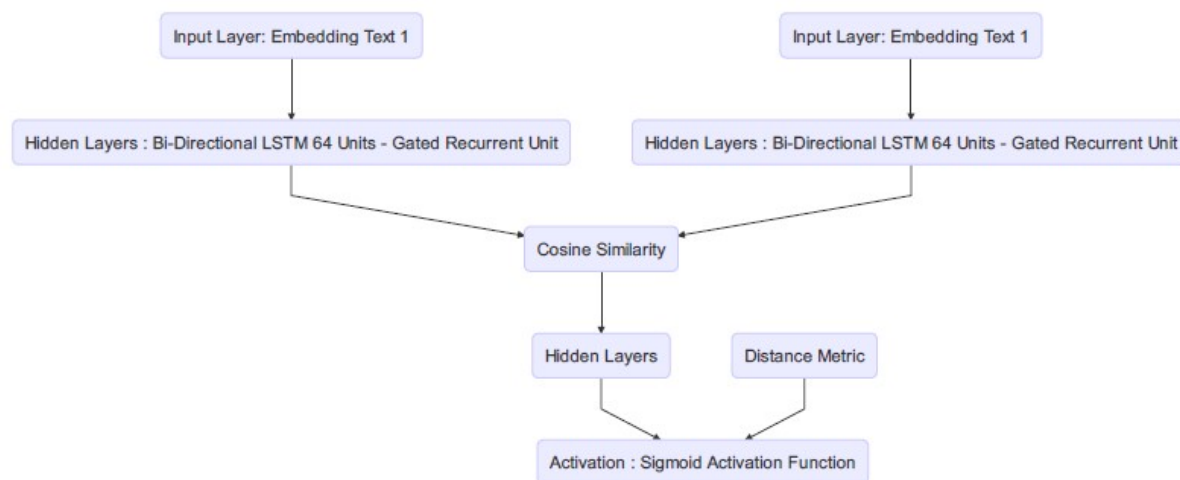 Input Layer: Embedding Text 1
Input Layer: Embedding Text 1
Hidden Layers : Bi-Directional LSTM 64 Units - Gated Recurrent Unit
Hidden Layers : Bi-Directional LSTM 64 Units - Gated Recurrent Unit
Cosine Similarity
Hidden Layers
Distance Metric
Activation : Sigmoid Activation Function